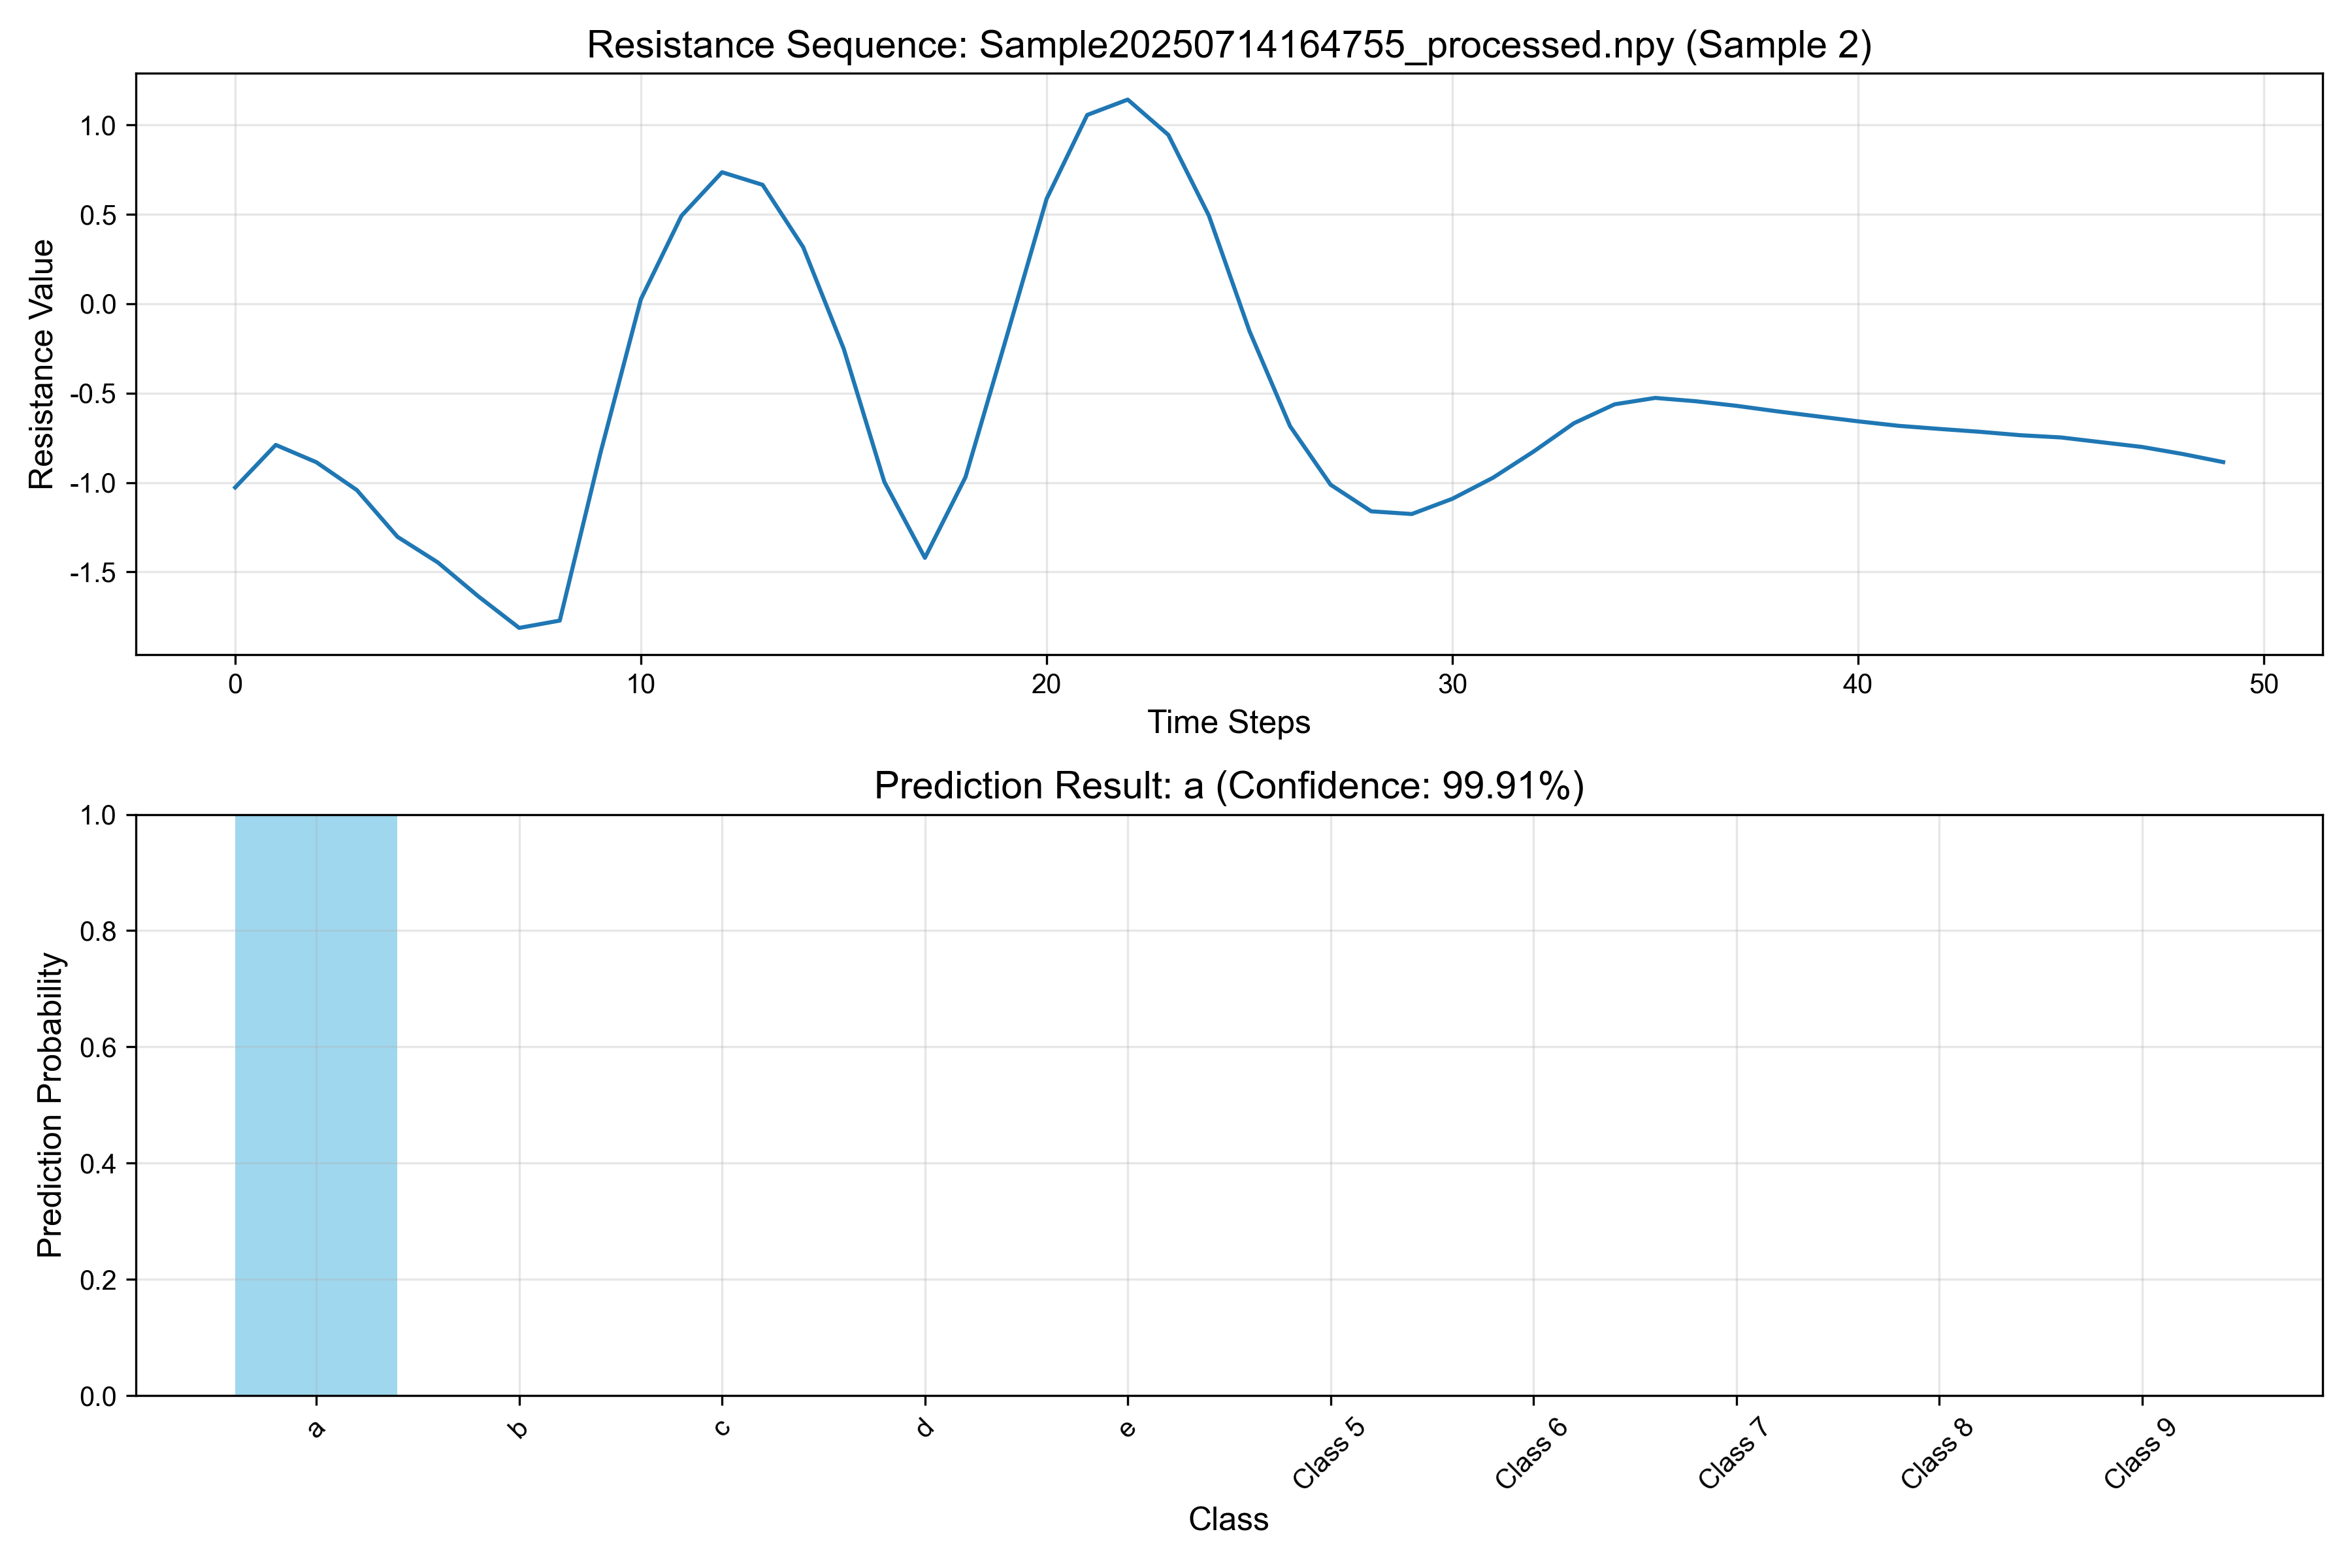 Resistance Sequence: Sample20250714164755_processed.npy (Sample 2)
Resistance Value
1.0
0.5
0.0
-0.5
-1.0
-1.5
0 10 20 30 40 50
Time Steps
Prediction Result: a (Confidence: 99.91%)
Prediction Probability
1.0
0.8
0.6
0.4
0.2
0.0
a b c d e Class 5 Class 6 Class 7 Class 8 Class 9
Class